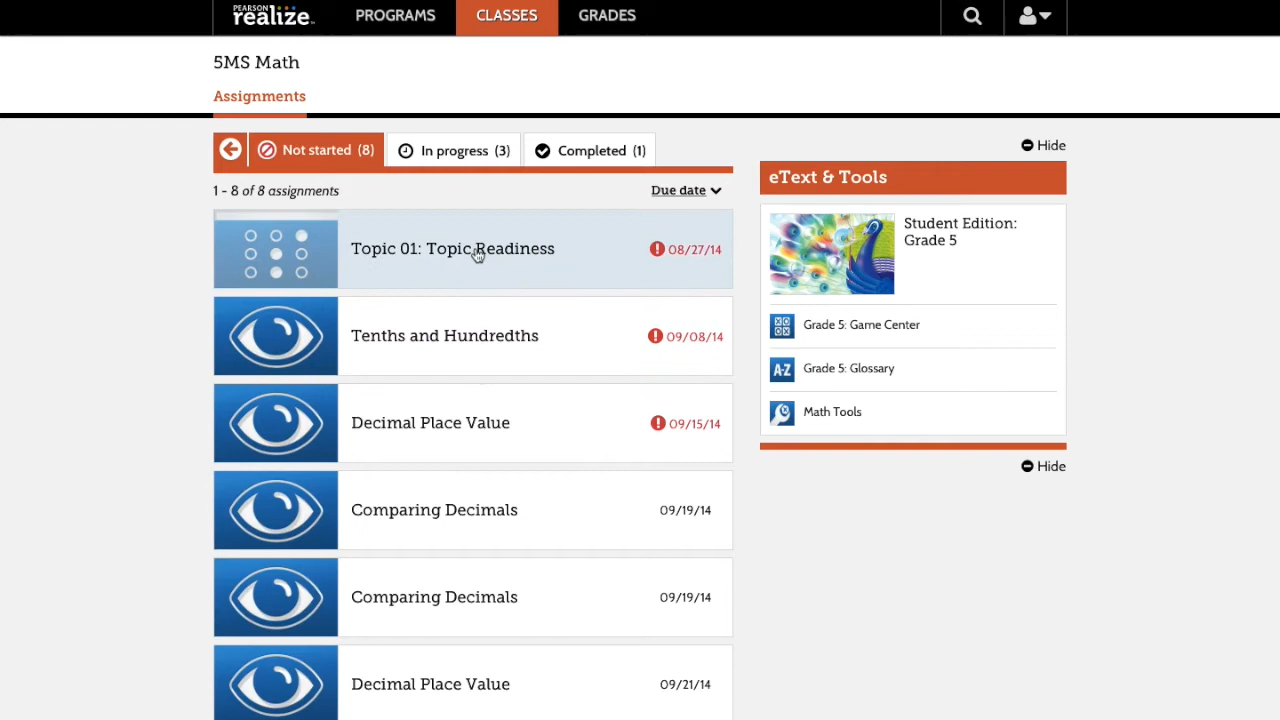 PEARSON
realize™
PROGRAMS
CLASSES
GRADES
5MS Math
Assignments
Not started (8)
In progress (3)
Completed (1)
Hide
1 - 8 of 8 assignments
Due date
Topic 01: Topic Readiness
! 08/27/14
Tenths and Hundredths
! 09/08/14
Decimal Place Value
! 09/15/14
Comparing Decimals
09/19/14
Comparing Decimals
09/19/14
Decimal Place Value
09/21/14
eText & Tools
Student Edition:
Grade 5
XO
Grade 5: Game Center
A-Z
Grade 5: Glossary
Math Tools
Hide